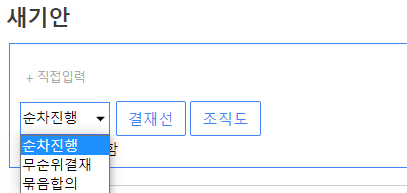 새기안
+ 직접입력
순차진행 결재선 조직도
순차진행
무순위결재 함
묶음합의